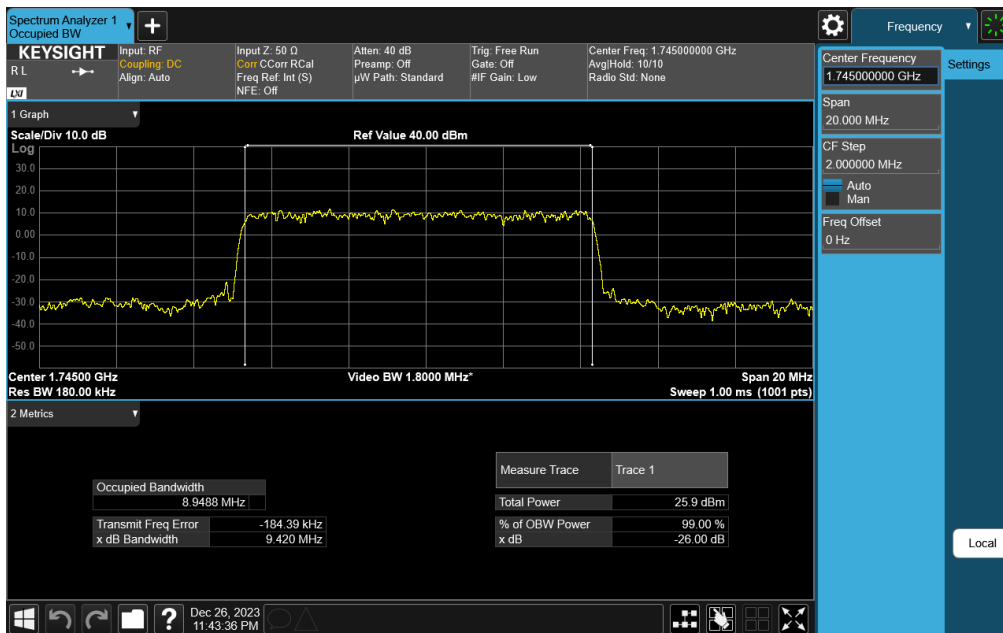 Spectrum Analyzer 1
Occupied BW
Frequency
KEYSIGHT
R L
LXI
Input: RF
Coupling: DC
Align: Auto
Input Z: 50 Ω
Corr CCorr RCal
Freq Ref: Int (S)
NFE: Off
Atten: 40 dB
Preamp: Off
µW Path: Standard
Trig: Free Run
Gate: Off
#IF Gain: Low
Center Freq: 1.745000000 GHz
Avg|Hold: 10/10
Radio Std: None
Center Frequency
1.745000000 GHz
Settings
Span
20.000 MHz
CF Step
2.000000 MHz
Auto
Man
Freq Offset
0 Hz
1 Graph
Scale/Div 10.0 dB
Ref Value 40.00 dBm
Log
30.0
20.0
10.0
0.00
-10.0
-20.0
-30.0
-40.0
-50.0
Center 1.74500 GHz
Video BW 1.8000 MHz*
Span 20 MHz
Res BW 180.00 kHz
Sweep 1.00 ms (1001 pts)
2 Metrics
Measure Trace Trace 1
Occupied Bandwidth
8.9488 MHz
Total Power 25.9 dBm
Transmit Freq Error -184.39 kHz
% of OBW Power 99.00 %
x dB Bandwidth 9.420 MHz
x dB -26.00 dB
Local
?
Dec 26, 2023
11:43:36 PM